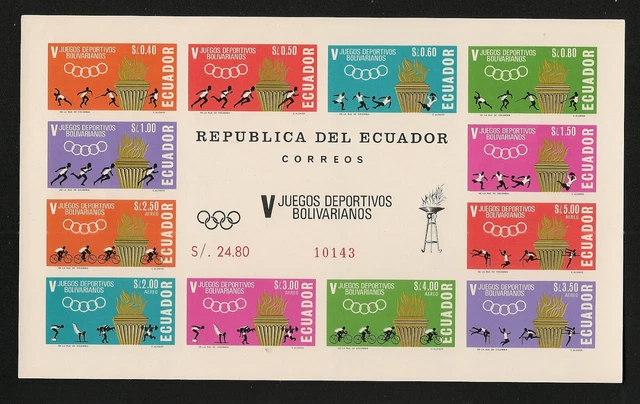 V JUEGOS DEPORTIVOS
BOLIVARIANOS
S/. 0.40
ECUADOR
V JUEGOS DEPORTIVOS
BOLIVARIANOS
S/. 0.50
ECUADOR
V JUEGOS DEPORTIVOS
BOLIVARIANOS
S/. 0.60
ECUADOR
V JUEGOS DEPORTIVOS
BOLIVARIANOS
S/. 0.80
ECUADOR
V JUEGOS DEPORTIVOS
BOLIVARIANOS
S/. 1.00
ECUADOR
REPUBLICA DEL ECUADOR
CORREOS
V JUEGOS DEPORTIVOS
BOLIVARIANOS
S/. 24.80
10143
V JUEGOS DEPORTIVOS
BOLIVARIANOS
S/. 1.50
ECUADOR
V JUEGOS DEPORTIVOS
BOLIVARIANOS
S/. 2.50
AEREO
ECUADOR
V JUEGOS DEPORTIVOS
BOLIVARIANOS
S/. 5.00
AEREO
ECUADOR
V JUEGOS DEPORTIVOS
BOLIVARIANOS
S/. 2.00
AEREO
ECUADOR
V JUEGOS DEPORTIVOS
BOLIVARIANOS
S/. 3.00
AEREO
ECUADOR
V JUEGOS DEPORTIVOS
BOLIVARIANOS
S/. 4.00
AEREO
ECUADOR
V JUEGOS DEPORTIVOS
BOLIVARIANOS
S/. 3.50
AEREO
ECUADOR